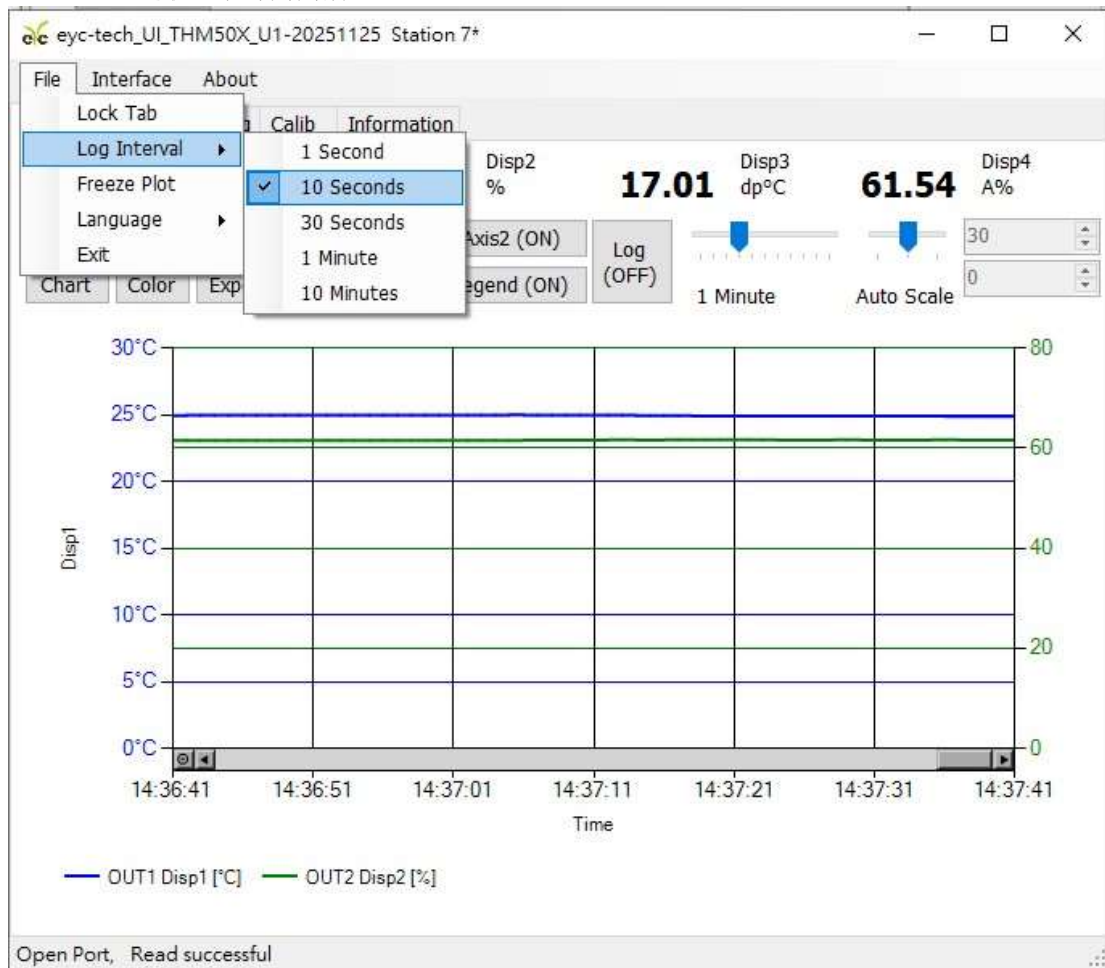 eyc-tech_UI_THM50X_U1-20251125 Station 7*
File Interface About
Lock Tab
Log Interval
Freeze Plot
Language
Exit
1 Second
10 Seconds
30 Seconds
1 Minute
10 Minutes
Calib Information
Disp2
%
17.01
Disp3
dp°C
61.54
Disp4
A%
Axis2 (ON)
Log
(OFF)
1 Minute
Auto Scale
30
0
Chart
Color
Exp
egend (ON)
30°C
25°C
20°C
15°C
10°C
5°C
0°C
Disp1
80
60
40
20
0
14:36:41 14:36:51 14:37:01 14:37:11 14:37:21 14:37:31 14:37:41
Time
OUT1 Disp1 [°C] OUT2 Disp2 [%]
Open Port, Read successful